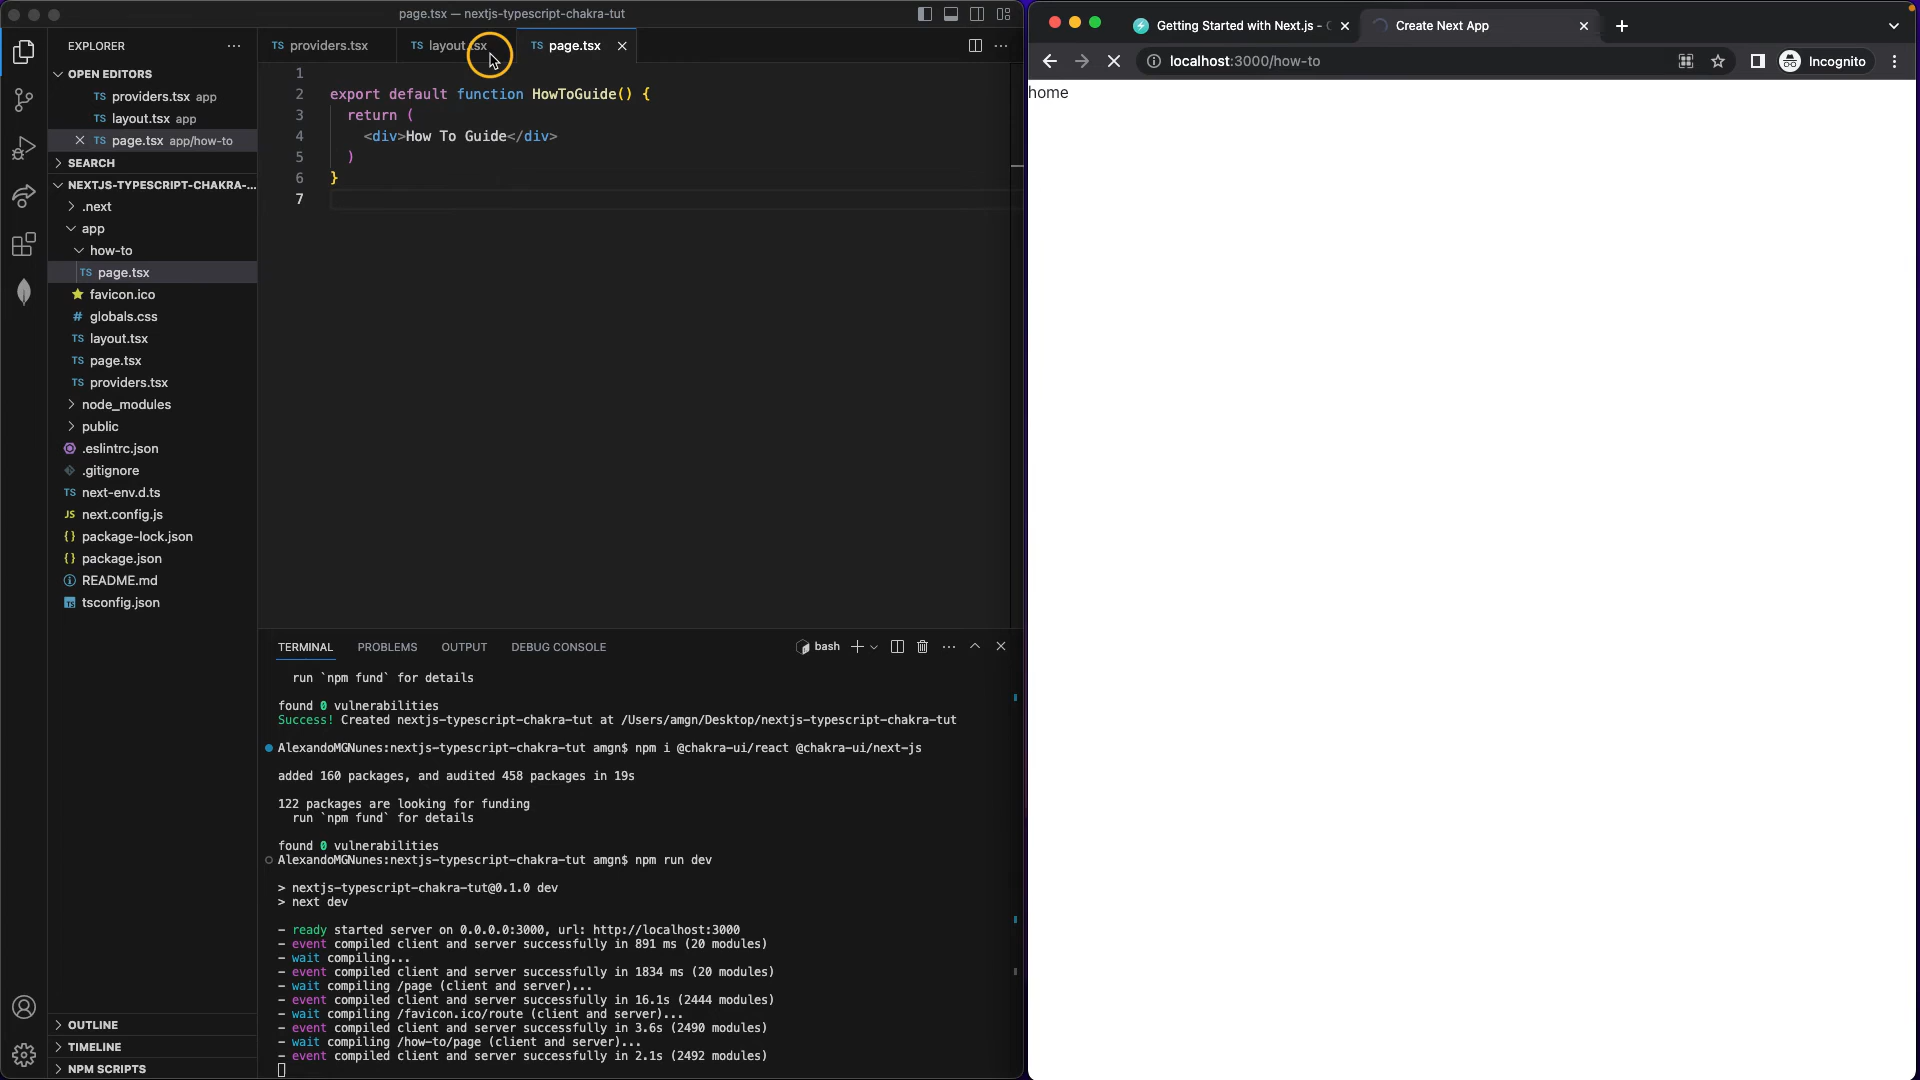 page.tsx — nextjs-typescript-chakra-tut
EXPLORER
OPEN EDITORS
TS providers.tsx app
TS layout.tsx app
TS page.tsx app/how-to
SEARCH
NEXTJS-TYPESCRIPT-CHAKRA-...
.next
app
how-to
TS page.tsx
favicon.ico
# globals.css
TS layout.tsx
TS page.tsx
TS providers.tsx
node_modules
public
.eslintrc.json
.gitignore
TS next-env.d.ts
JS next.config.js
{} package-lock.json
{} package.json
README.md
tsconfig.json
OUTLINE
TIMELINE
NPM SCRIPTS
TS providers.tsx
TS layout.tsx
TS page.tsx
1
2 export default function HowToGuide() {
3 return (
4 <div>How To Guide</div>
5 )
6 }
7
TERMINAL PROBLEMS OUTPUT DEBUG CONSOLE
bash
run `npm fund` for details
found 0 vulnerabilities
Success! Created nextjs-typescript-chakra-tut at /Users/amgn/Desktop/nextjs-typescript-chakra-tut
AlexandoMGNunes:nextjs-typescript-chakra-tut amgn$ npm i @chakra-ui/react @chakra-ui/next-js
added 160 packages, and audited 458 packages in 19s
122 packages are looking for funding
run `npm fund` for details
found 0 vulnerabilities
AlexandoMGNunes:nextjs-typescript-chakra-tut amgn$ npm run dev
> nextjs-typescript-chakra-tut@0.1.0 dev
> next dev
- ready started server on 0.0.0.0:3000, url: http://localhost:3000
- event compiled client and server successfully in 891 ms (20 modules)
- wait compiling...
- event compiled client and server successfully in 1834 ms (20 modules)
- wait compiling /page (client and server)...
- event compiled client and server successfully in 16.1s (2444 modules)
- wait compiling /favicon.ico/route (client and server)...
- event compiled client and server successfully in 3.6s (2490 modules)
- wait compiling /how-to/page (client and server)...
- event compiled client and server successfully in 2.1s (2492 modules)
Getting Started with Next.js -
Create Next App
localhost:3000/how-to
Incognito
home